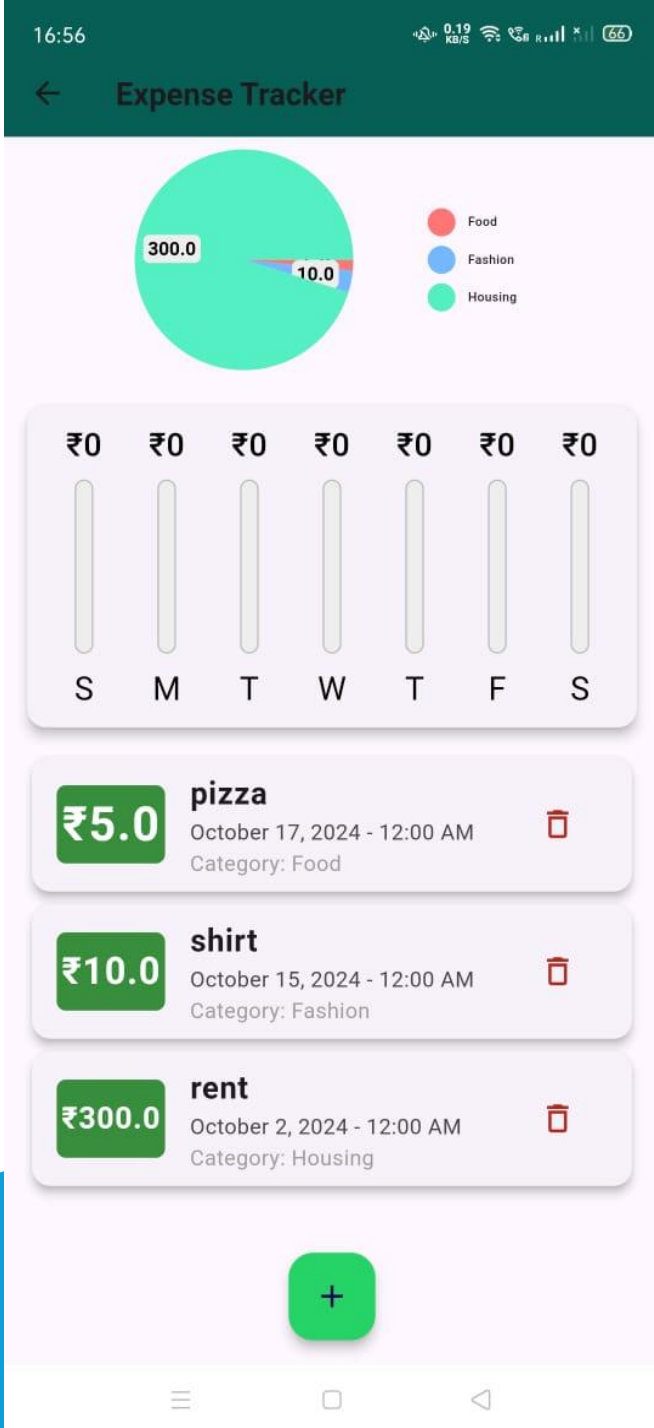 16:56 0.19 KB/S R 66
Expense Tracker
300.0
10.0
Food
Fashion
Housing
₹0 ₹0 ₹0 ₹0 ₹0 ₹0 ₹0
S M T W T F S
₹5.0
pizza
October 17, 2024 - 12:00 AM
Category: Food
₹10.0
shirt
October 15, 2024 - 12:00 AM
Category: Fashion
₹300.0
rent
October 2, 2024 - 12:00 AM
Category: Housing
+